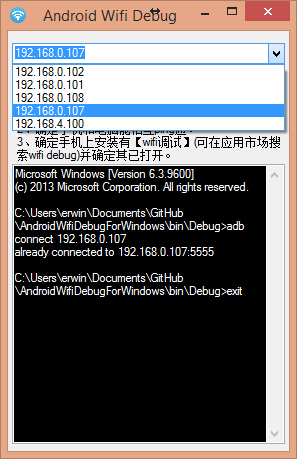 Android Wifi Debug
192.168.0.107
192.168.0.102
192.168.0.101
192.168.0.108
192.168.0.107
192.168.4.100
3、确定手机上安装有【wifi调试】(可在应用市场搜
索wifi debug)并确定其已打开。
Microsoft Windows [Version 6.3.9600]
(c) 2013 Microsoft Corporation. All rights reserved.
C:\Users\erwin\Documents\GitHub
\AndroidWifiDebugForWindows\bin\Debug>adb
connect 192.168.0.107
already connected to 192.168.0.107:5555
C:\Users\erwin\Documents\GitHub
\AndroidWifiDebugForWindows\bin\Debug>exit